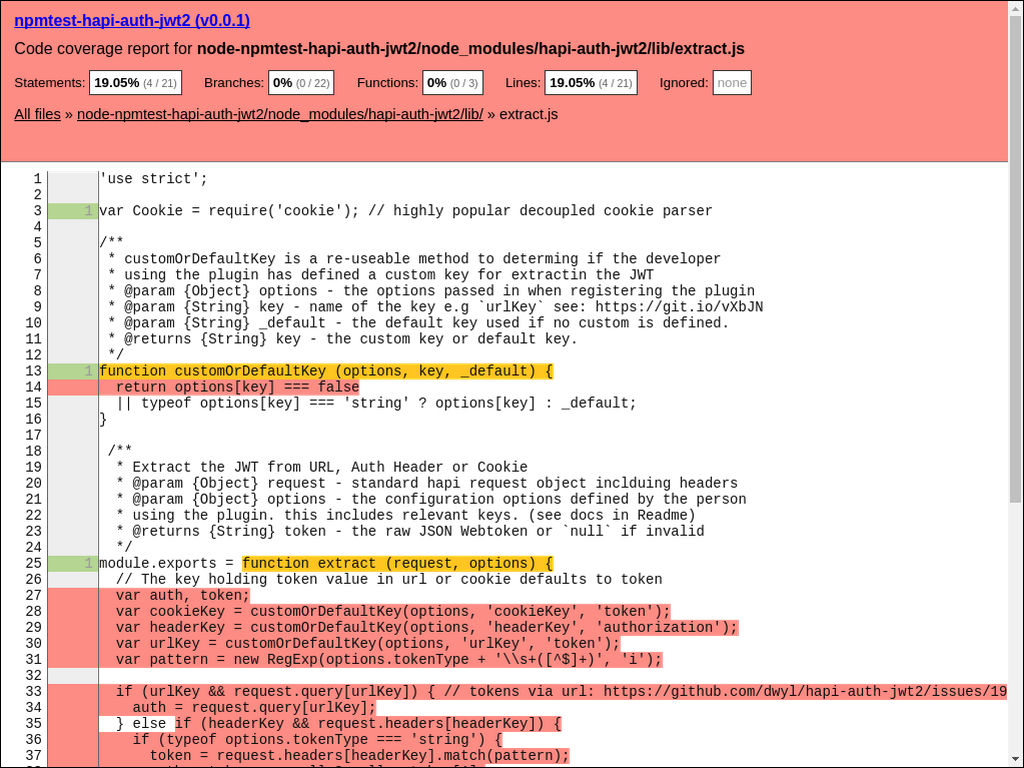 npmtest-hapi-auth-jwt2 (v0.0.1)
Code coverage report for node-npmtest-hapi-auth-jwt2/node_modules/hapi-auth-jwt2/lib/extract.js
Statements: 19.05% (4 / 21) Branches: 0% (0 / 22) Functions: 0% (0 / 3) Lines: 19.05% (4 / 21) Ignored: none
All files » node-npmtest-hapi-auth-jwt2/node_modules/hapi-auth-jwt2/lib/ » extract.js
1 'use strict';
2
3 1 var Cookie = require('cookie'); // highly popular decoupled cookie parser
4
5 /**
6 * customOrDefaultKey is a re-useable method to determing if the developer
7 * using the plugin has defined a custom key for extractin the JWT
8 * @param {Object} options - the options passed in when registering the plugin
9 * @param {String} key - name of the key e.g `urlKey` see: https://git.io/vXbJN
10 * @param {String} _default - the default key used if no custom is defined.
11 * @returns {String} key - the custom key or default key.
12 */
13 1 function customOrDefaultKey (options, key, _default) {
14 return options[key] === false
15 || typeof options[key] === 'string' ? options[key] : _default;
16 }
17
18 /**
19 * Extract the JWT from URL, Auth Header or Cookie
20 * @param {Object} request - standard hapi request object inclduing headers
21 * @param {Object} options - the configuration options defined by the person
22 * using the plugin. this includes relevant keys. (see docs in Readme)
23 * @returns {String} token - the raw JSON Webtoken or `null` if invalid
24 */
25 1 module.exports = function extract (request, options) {
26 // The key holding token value in url or cookie defaults to token
27 var auth, token;
28 var cookieKey = customOrDefaultKey(options, 'cookieKey', 'token');
29 var headerKey = customOrDefaultKey(options, 'headerKey', 'authorization');
30 var urlKey = customOrDefaultKey(options, 'urlKey', 'token');
31 var pattern = new RegExp(options.tokenType + '\\s+([^$]+)', 'i');
32
33 if (urlKey && request.query[urlKey]) { // tokens via url: https://github.com/dwyl/hapi-auth-jwt2/issues/19
34 auth = request.query[urlKey];
35 } else if (headerKey && request.headers[headerKey]) {
36 if (typeof options.tokenType === 'string') {
37 token = request.headers[headerKey].match(pattern);